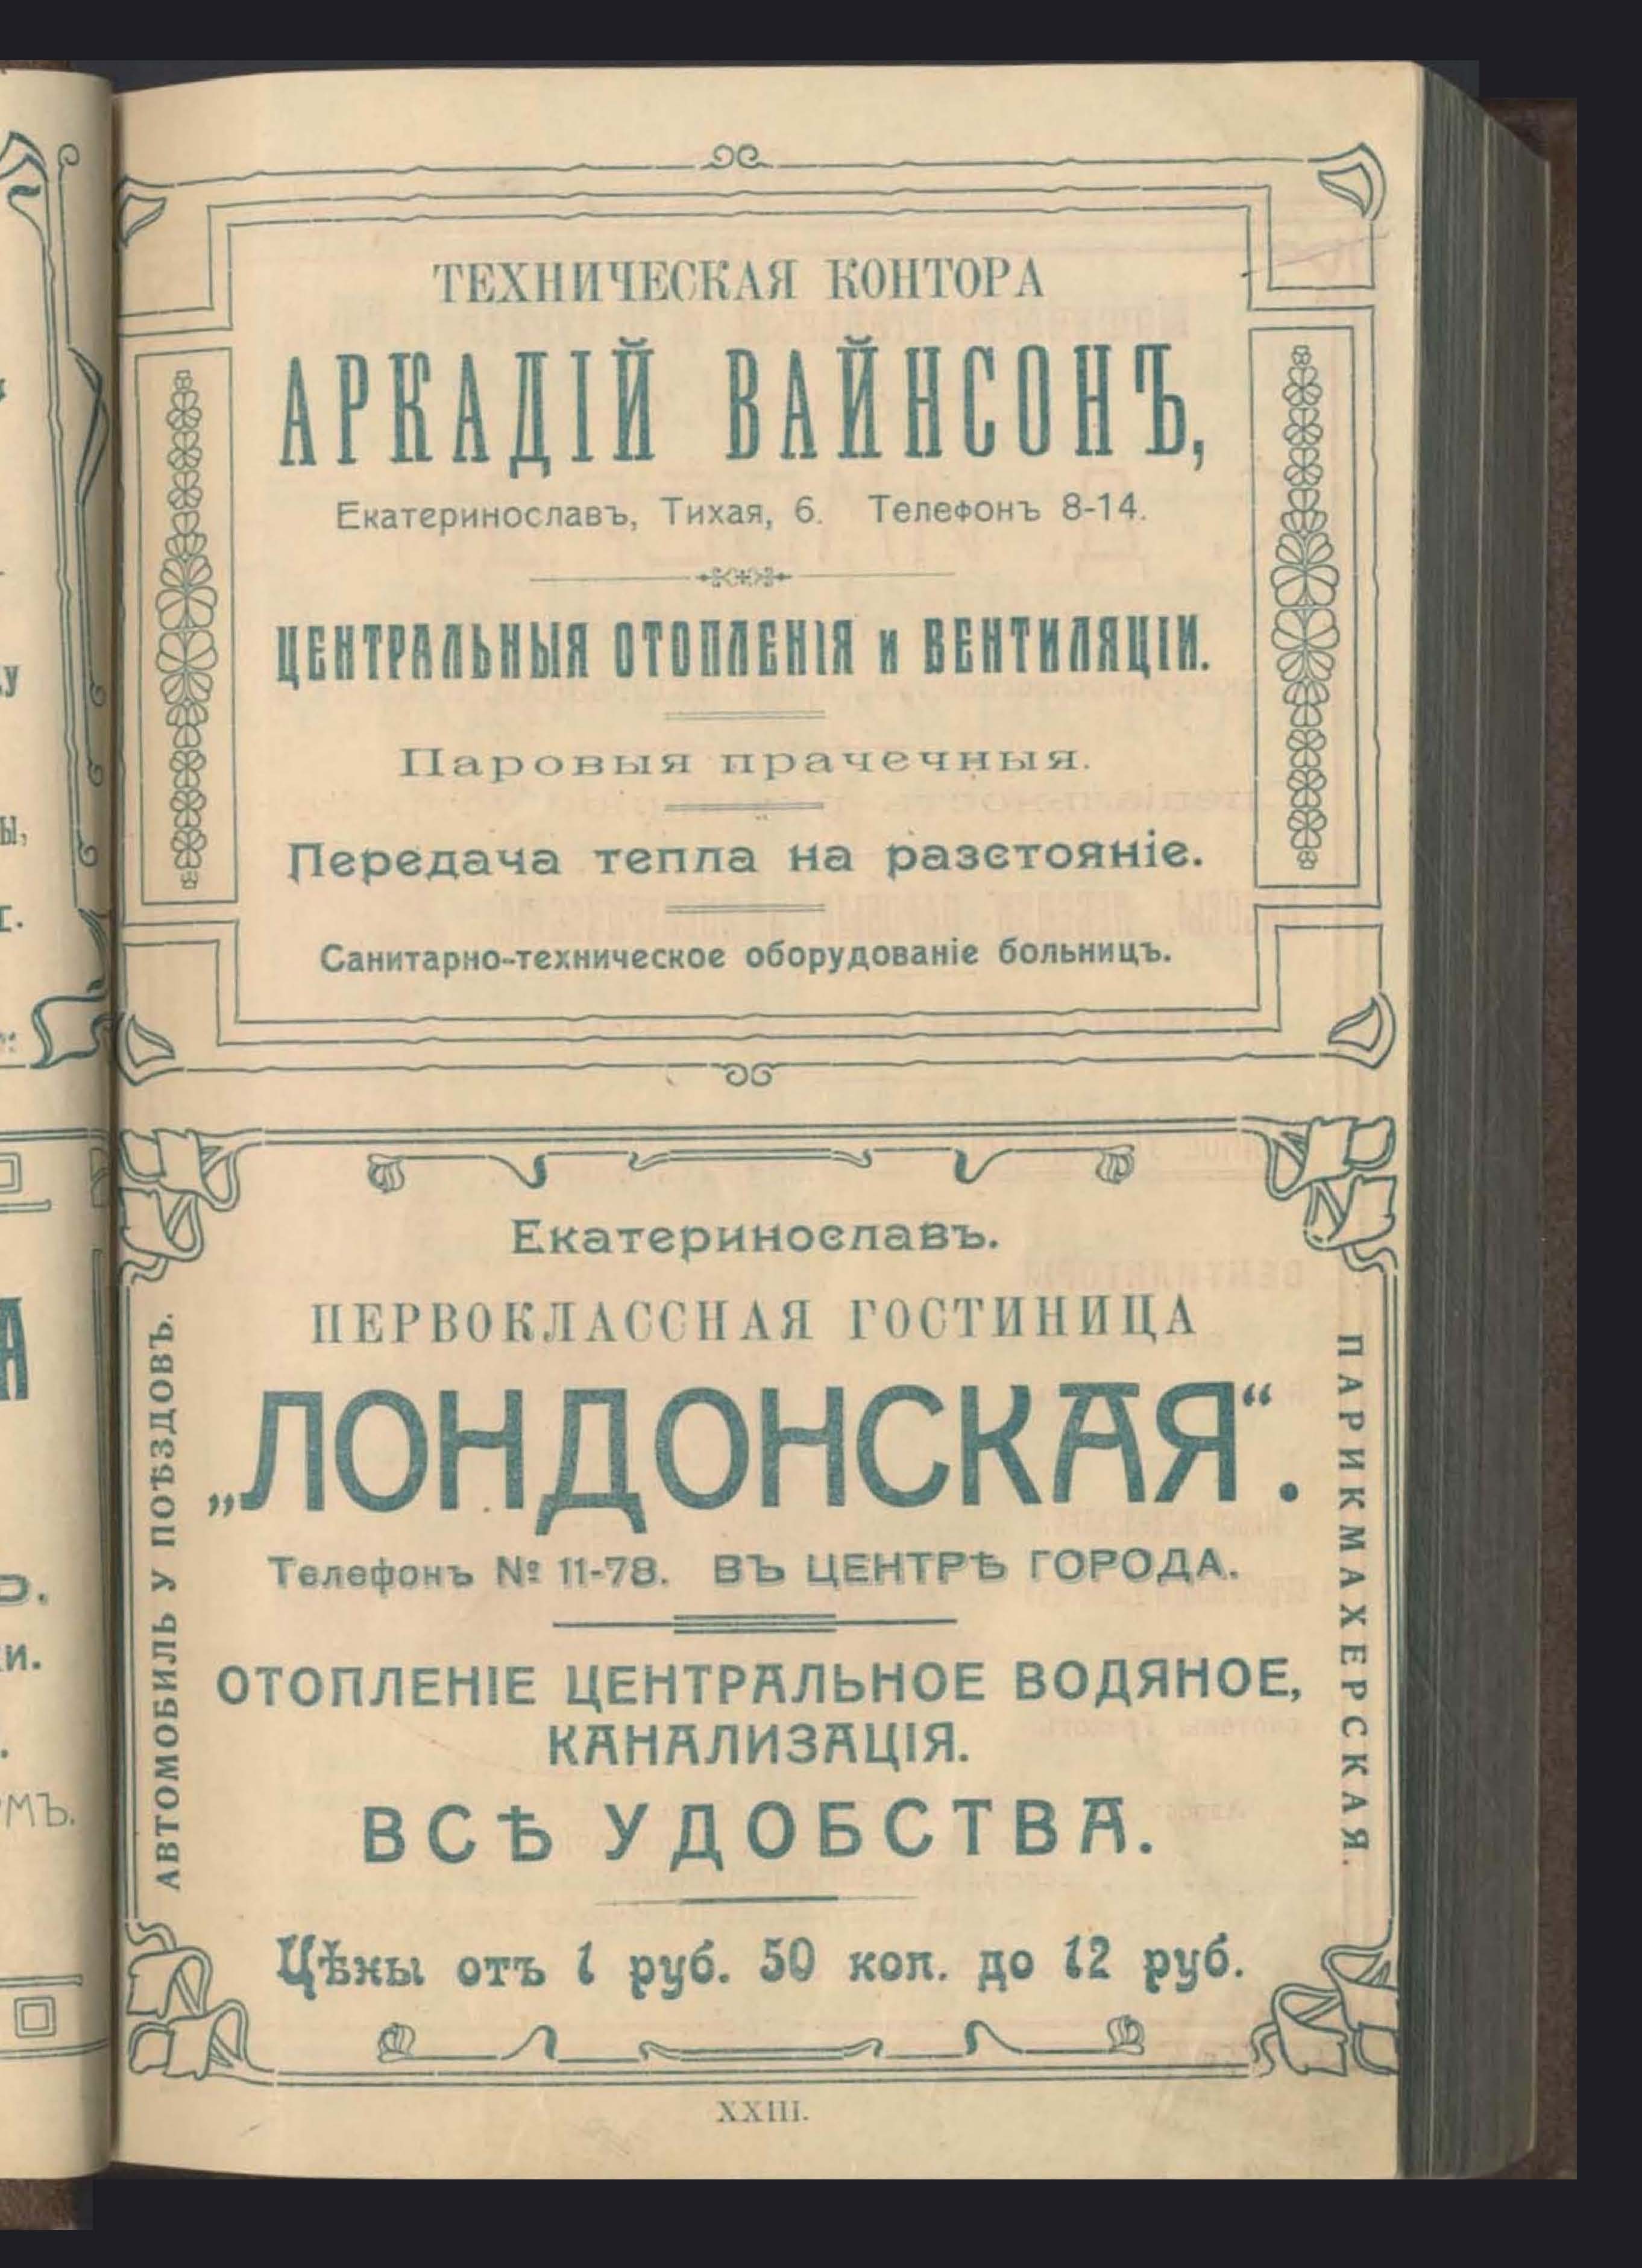 ТЕХНИЧЕСКАЯ КОНТОРА
АРКАДІЙ ВАЙНСОНЪ,
Екатеринославъ, Тихая, 6. Телефонъ 8-14.
ЦЕНТРАЛЬНЫЯ ОТОПЛЕНІЯ и ВЕНТИЛЯЦІИ.
Паровыя прачечныя.
Передача тепла на разстояніе.
Санитарно-техническое оборудованіе больницъ.
Екатеринославъ.
ПЕРВОКЛАССНАЯ ГОСТИНИЦА
„ЛОНДОНСКАЯ“.
Телефонъ № 11-78. ВЪ ЦЕНТРѢ ГОРОДА.
ОТОПЛЕНІЕ ЦЕНТРАЛЬНОЕ ВОДЯНОЕ,
КАНАЛИЗАЦІЯ.
ВСѢ УДОБСТВА.
Цѣны отъ 1 руб. 50 коп. до 12 руб.
АВТОМОБИЛЬ У ПОѢЗДОВЪ.
ПАРИКМАХЕРСКАЯ.
XXIII.